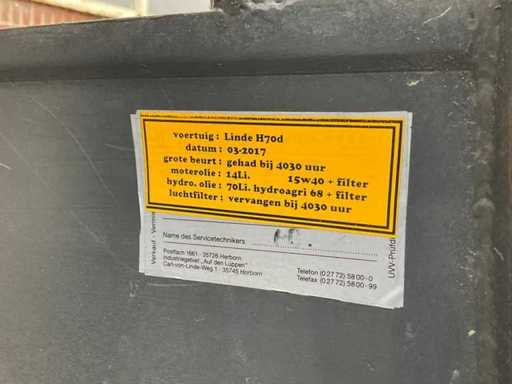 voertuig : Linde H70d
datum : 03-2017
grote beurt : gehad bij 4030 uur
moterolie : 14Li. 15w40 + filter
hydro. olie : 70Li. hydroagri 68 + filter
luchtfilter : vervangen bij 4030 uur
Name des Servicetechnikers
Postfach 1661 · 35726 Herborn
Industriegebiet „Auf den Lüppen"
Carl-von-Linde-Weg 1 · 35745 Herborn
Telefon (0 27 72) 58 00 - 0
Telefax (0 27 72) 58 00 - 99
Verkauf -